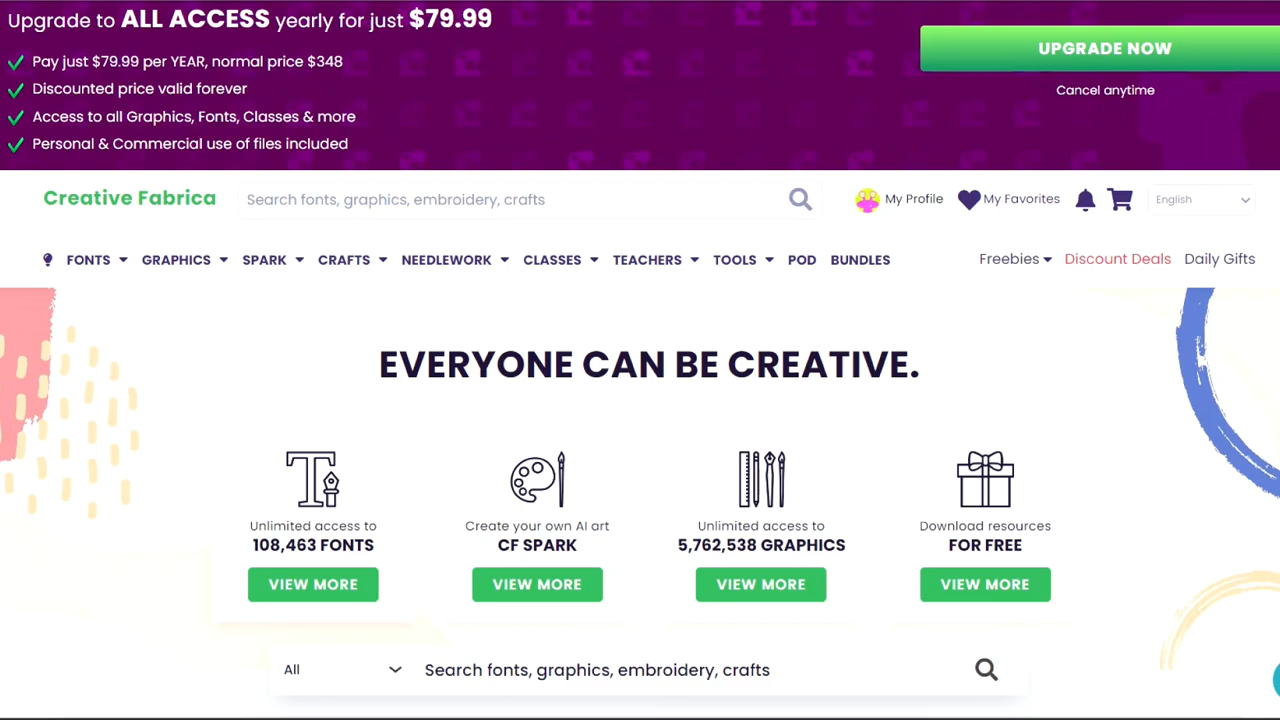 Upgrade to ALL ACCESS yearly for just $79.99
Pay just $79.99 per YEAR, normal price $348
Discounted price valid forever
Access to all Graphics, Fonts, Classes & more
Personal & Commercial use of files included
UPGRADE NOW
Cancel anytime
Creative Fabrica
Search fonts, graphics, embroidery, crafts
My Profile
My Favorites
English
FONTS GRAPHICS SPARK CRAFTS NEEDLEWORK CLASSES TEACHERS TOOLS POD BUNDLES
Freebies Discount Deals Daily Gifts
EVERYONE CAN BE CREATIVE.
Unlimited access to
108,463 FONTS
VIEW MORE
Create your own AI art
CF SPARK
VIEW MORE
Unlimited access to
5,762,538 GRAPHICS
VIEW MORE
Download resources
FOR FREE
VIEW MORE
All
Search fonts, graphics, embroidery, crafts